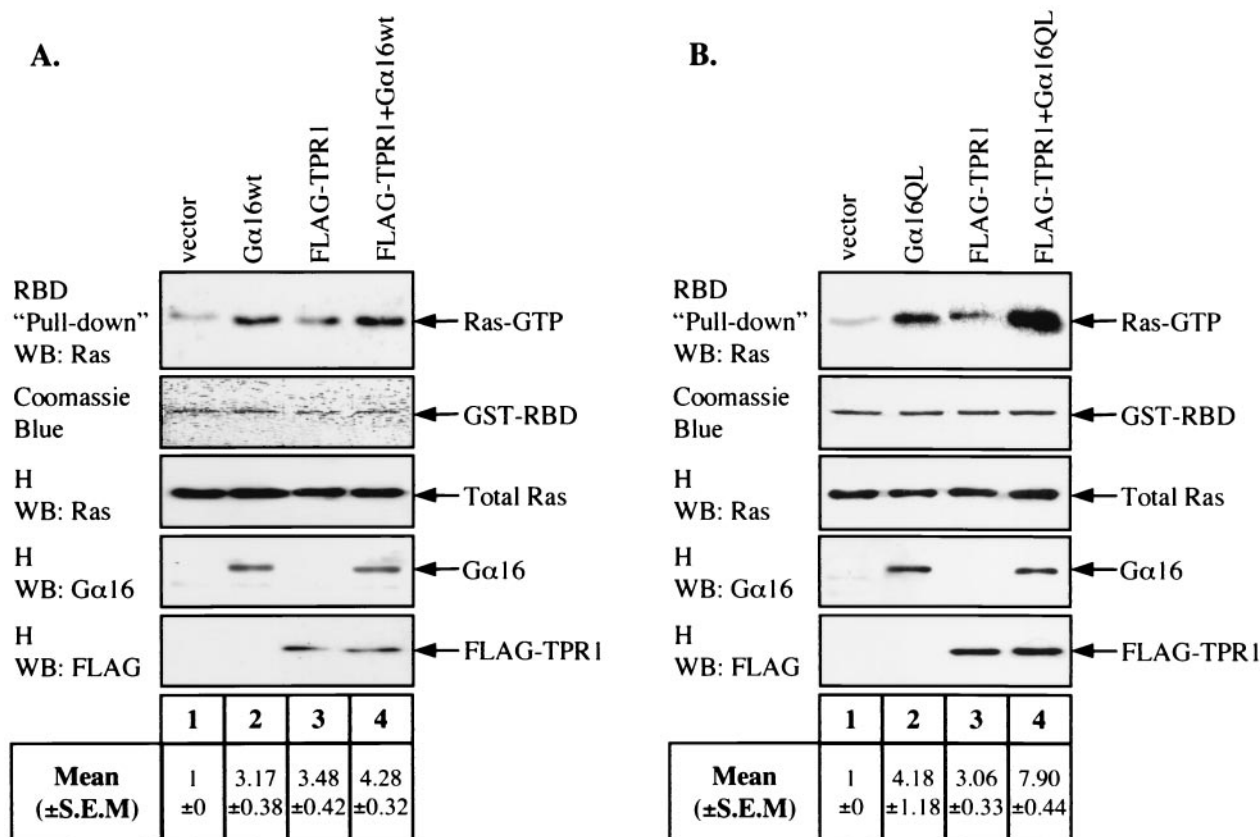 A.
vector
Gα16wt
FLAG-TPR1
FLAG-TPR1+Gα16wt
RBD
“Pull-down”
WB: Ras
Ras-GTP
Coomassie
Blue
GST-RBD
H
WB: Ras
Total Ras
H
WB: Gα16
Gα16
H
WB: FLAG
FLAG-TPR1
1 2 3 4
Mean
(±S.E.M)
1 3.17 3.48 4.28
±0 ±0.38 ±0.42 ±0.32
B.
vector
Gα16QL
FLAG-TPR1
FLAG-TPR1+Gα16QL
RBD
“Pull-down”
WB: Ras
Ras-GTP
Coomassie
Blue
GST-RBD
H
WB: Ras
Total Ras
H
WB: Gα16
Gα16
H
WB: FLAG
FLAG-TPR1
1 2 3 4
Mean
(±S.E.M)
1 4.18 3.06 7.90
±0 ±1.18 ±0.33 ±0.44